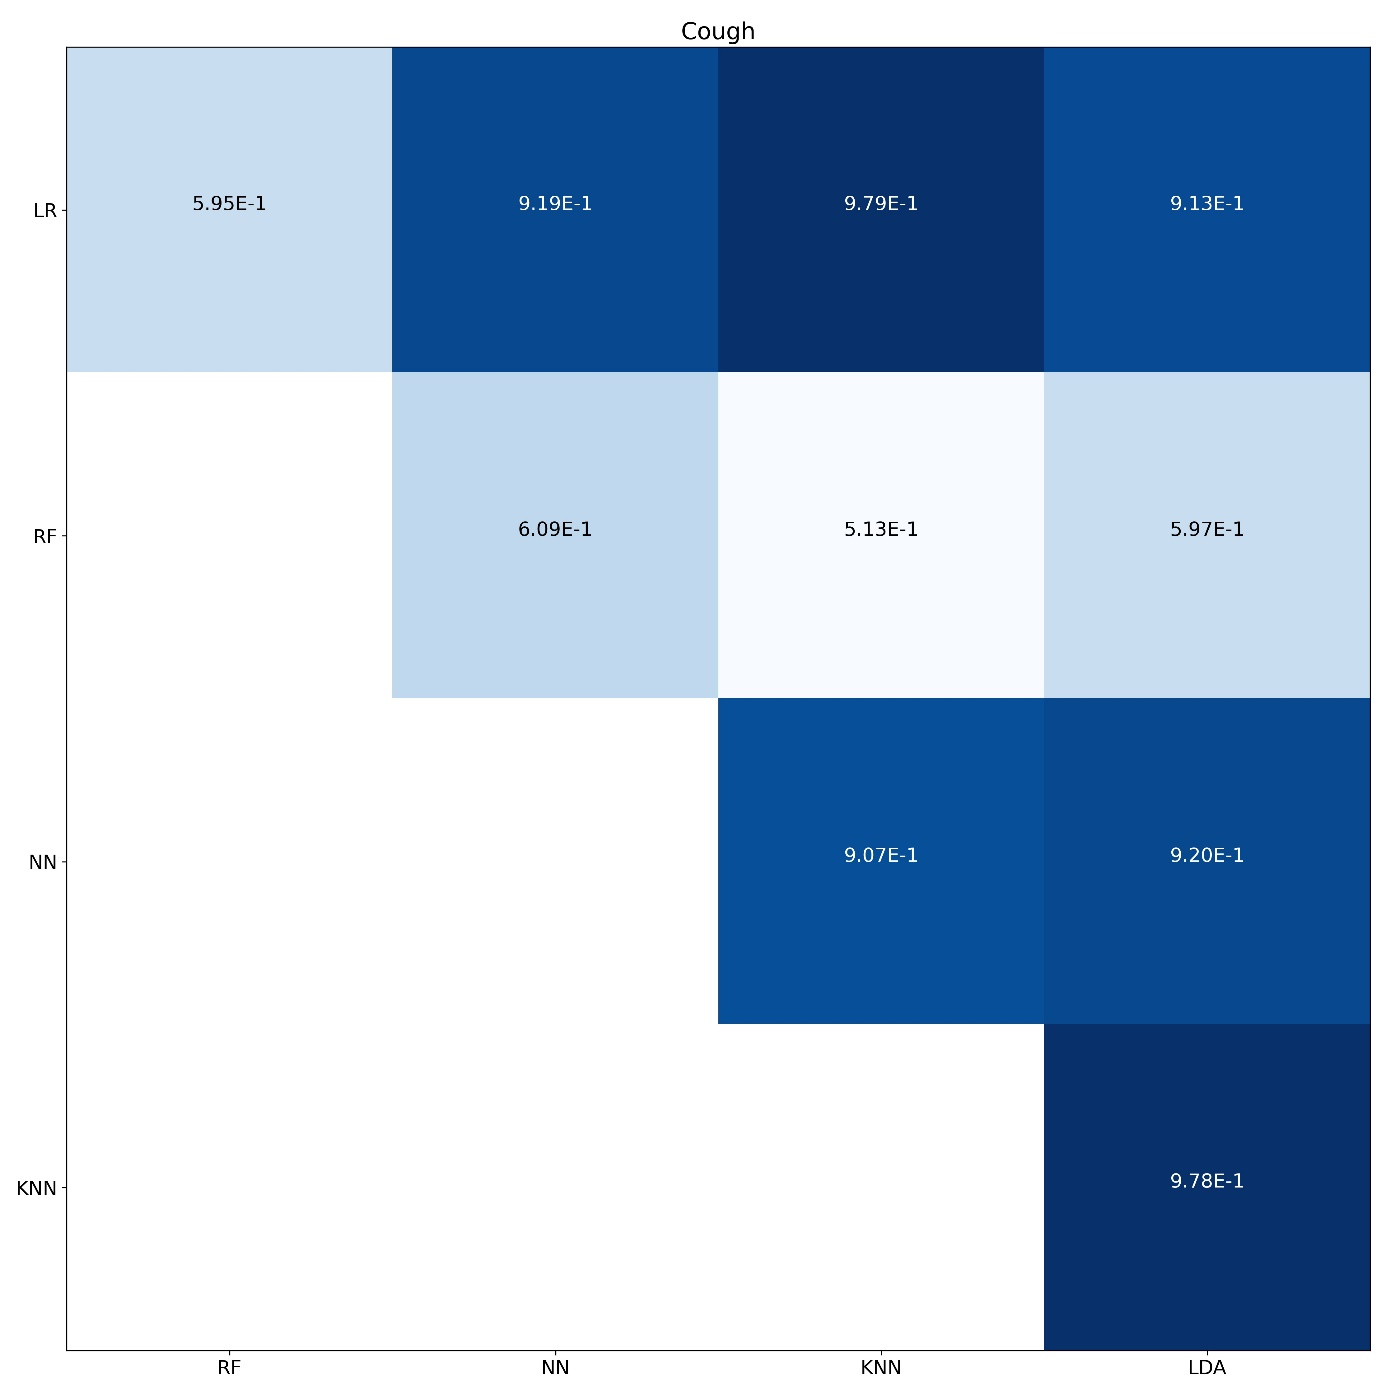 Cough
LR 5.95E-1 9.19E-1 9.79E-1 9.13E-1
RF 6.09E-1 5.13E-1 5.97E-1
NN 9.07E-1 9.20E-1
KNN 9.78E-1
RF NN KNN LDA